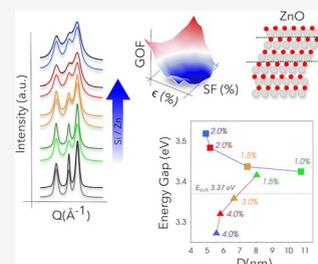 ZnO
GOF
ϵ (%)
SF (%)
Intensity (a.u.)
Si / Zn
Q(Å⁻¹)
Energy Gap (eV)
3.5
3.4
3.3
2.0%
2.0%
1.5%
1.0%
1.5%
E_bulk 3.37 eV
3.0%
4.0%
4.0%
4
5
6
7
8
9
10
11
D(nm)